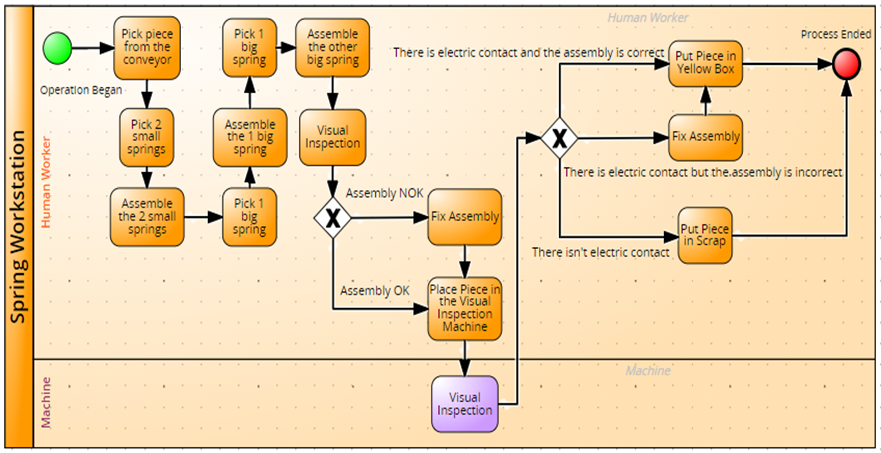 Spring Workstation
Human Worker
Human Worker
Operation Began
Pick piece
from the
conveyor
Pick 2
small
springs
Assemble
the 2 small
springs
Pick 1
big
spring
Assemble
the 1 big
spring
Pick 1
big
spring
Assemble
the other
big spring
Visual
Inspection
Assembly NOK
Fix Assembly
Assembly OK
Place Piece in
the Visual
Inspection
Machine
Machine
Machine
Visual
Inspection
There is electric contact and the assembly is correct
Put Piece in
Yellow Box
Fix Assembly
There is electric contact but the assembly is incorrect
There isn't electric contact
Put Piece
in Scrap
Process Ended